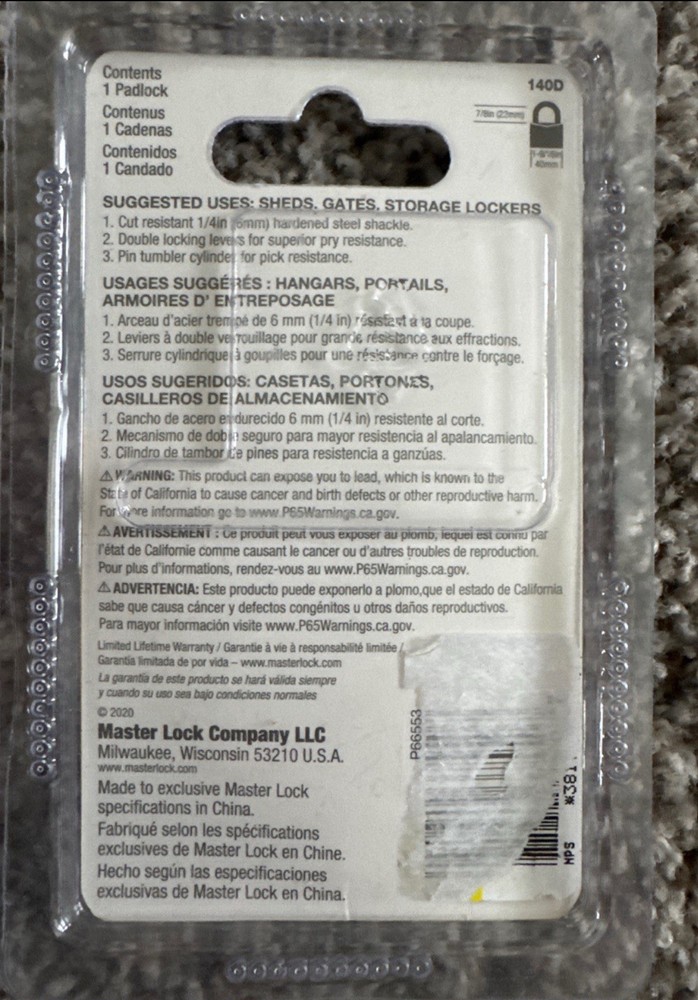 Contents
1 Padlock
Contenus
1 Cadenas
Contenidos
1 Candado
140D
7/8in (23mm)
40mm
SUGGESTED USES: SHEDS, GATES, STORAGE LOCKERS
1. Cut resistant 1/4in (6mm) hardened steel shackle.
2. Double locking levers for superior pry resistance.
3. Pin tumbler cylinder for pick resistance.
USAGES SUGGÉRÉS : HANGARS, PORTAILS,
ARMOIRES D' ENTREPOSAGE
1. Arceau d'acier trempé de 6 mm (1/4 in) résistant à la coupe.
2. Leviers à double verrouillage pour grande résistance aux effractions.
3. Serrure cylindrique à goupilles pour une résistance contre le forçage.
USOS SUGERIDOS: CASETAS, PORTONES,
CASILLEROS DE ALMACENAMIENTO
1. Gancho de acero endurecido 6 mm (1/4 in) resistente al corte.
2. Mecanismo de doble seguro para mayor resistencia al apalancamiento.
3. Cilindro de tambor de pines para resistencia a ganzúas.
⚠ WARNING: This product can expose you to lead, which is known to the
State of California to cause cancer and birth defects or other reproductive harm.
For more information go to www.P65Warnings.ca.gov.
⚠ AVERTISSEMENT : Ce produit peut vous exposer au plomb, lequel est connu par
l'état de Californie comme causant le cancer ou d'autres troubles de reproduction.
Pour plus d'informations, rendez-vous au www.P65Warnings.ca.gov.
⚠ ADVERTENCIA: Este producto puede exponerlo a plomo,que el estado de California
sabe que causa cáncer y defectos congénitos u otros daños reproductivos.
Para mayor información visite www.P65Warnings.ca.gov.
Limited Lifetime Warranty / Garantie à vie à responsabilité limitée /
Garantía limitada de por vida – www.masterlock.com
La garantía de este producto se hará válida siempre
y cuando su uso sea bajo condiciones normales
© 2020
Master Lock Company LLC
Milwaukee, Wisconsin 53210 U.S.A.
www.masterlock.com
Made to exclusive Master Lock
specifications in China.
Fabriqué selon les spécifications
exclusives de Master Lock en Chine.
Hecho según las especificaciones
exclusivas de Master Lock en China.
P66553
MPS *381